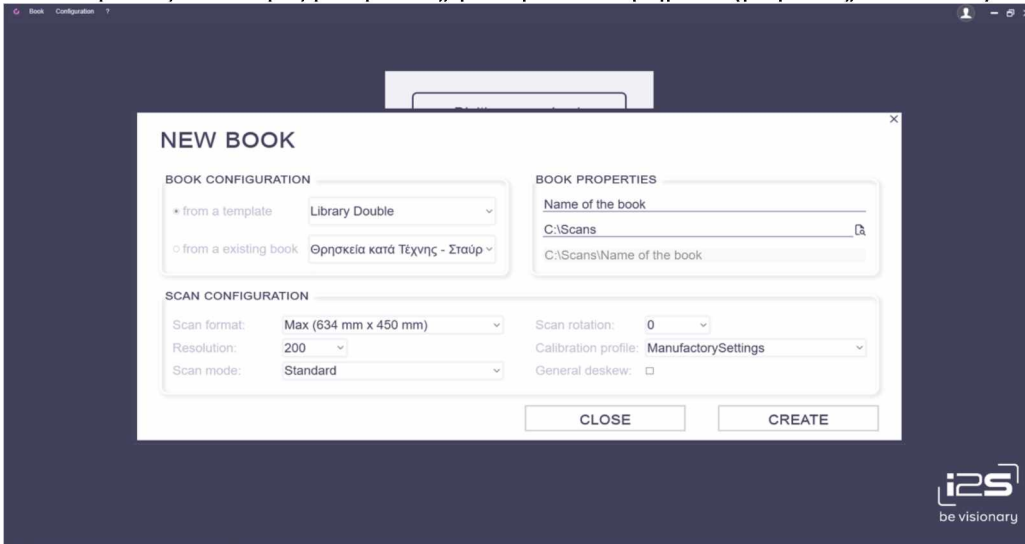 Book Configuration ?
NEW BOOK
BOOK CONFIGURATION
from a template Library Double
from a existing book Θρησκεία κατά Τέχνης - Σταύρ
BOOK PROPERTIES
Name of the book
C:\Scans
C:\Scans\Name of the book
SCAN CONFIGURATION
Scan format: Max (634 mm x 450 mm)
Resolution: 200
Scan mode: Standard
Scan rotation: 0
Calibration profile: ManufactorySettings
General deskew:
CLOSE CREATE
i2s
be visionary